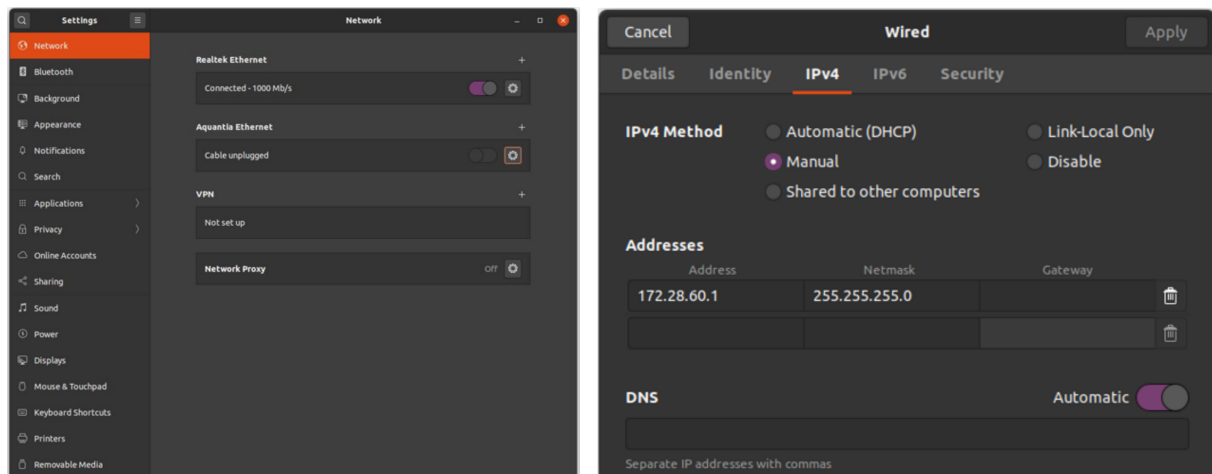 Settings
Network
Network
Bluetooth
Background
Appearance
Notifications
Search
Applications
Privacy
Online Accounts
Sharing
Sound
Power
Displays
Mouse & Touchpad
Keyboard Shortcuts
Printers
Removable Media
Realtek Ethernet
Connected - 1000 Mb/s
Aquantia Ethernet
Cable unplugged
VPN
Not set up
Network Proxy Off
Cancel Wired Apply
Details Identity IPv4 IPv6 Security
IPv4 Method Automatic (DHCP) Link-Local Only
Manual Disable
Shared to other computers
Addresses
Address Netmask Gateway
172.28.60.1 255.255.255.0
DNS Automatic
Separate IP addresses with commas